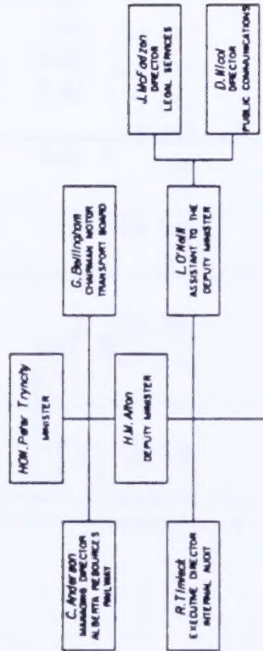 HON. Peter Trynchy
MINISTER
C. Anderson
MANAGING DIRECTOR
ALBERTA RESOURCES
RAILWAY
G. Bellingham
CHAIRMAN MOTOR
TRANSPORT BOARD
H.M. Alton
DEPUTY MINISTER
R. Timleck
EXECUTIVE DIRECTOR
INTERNAL AUDIT
L. O'Neill
ASSISTANT TO THE
DEPUTY MINISTER
J. McFadzen
DIRECTOR
LEGAL SERVICES
D. Nicol
DIRECTOR
PUBLIC COMMUNICATIONS